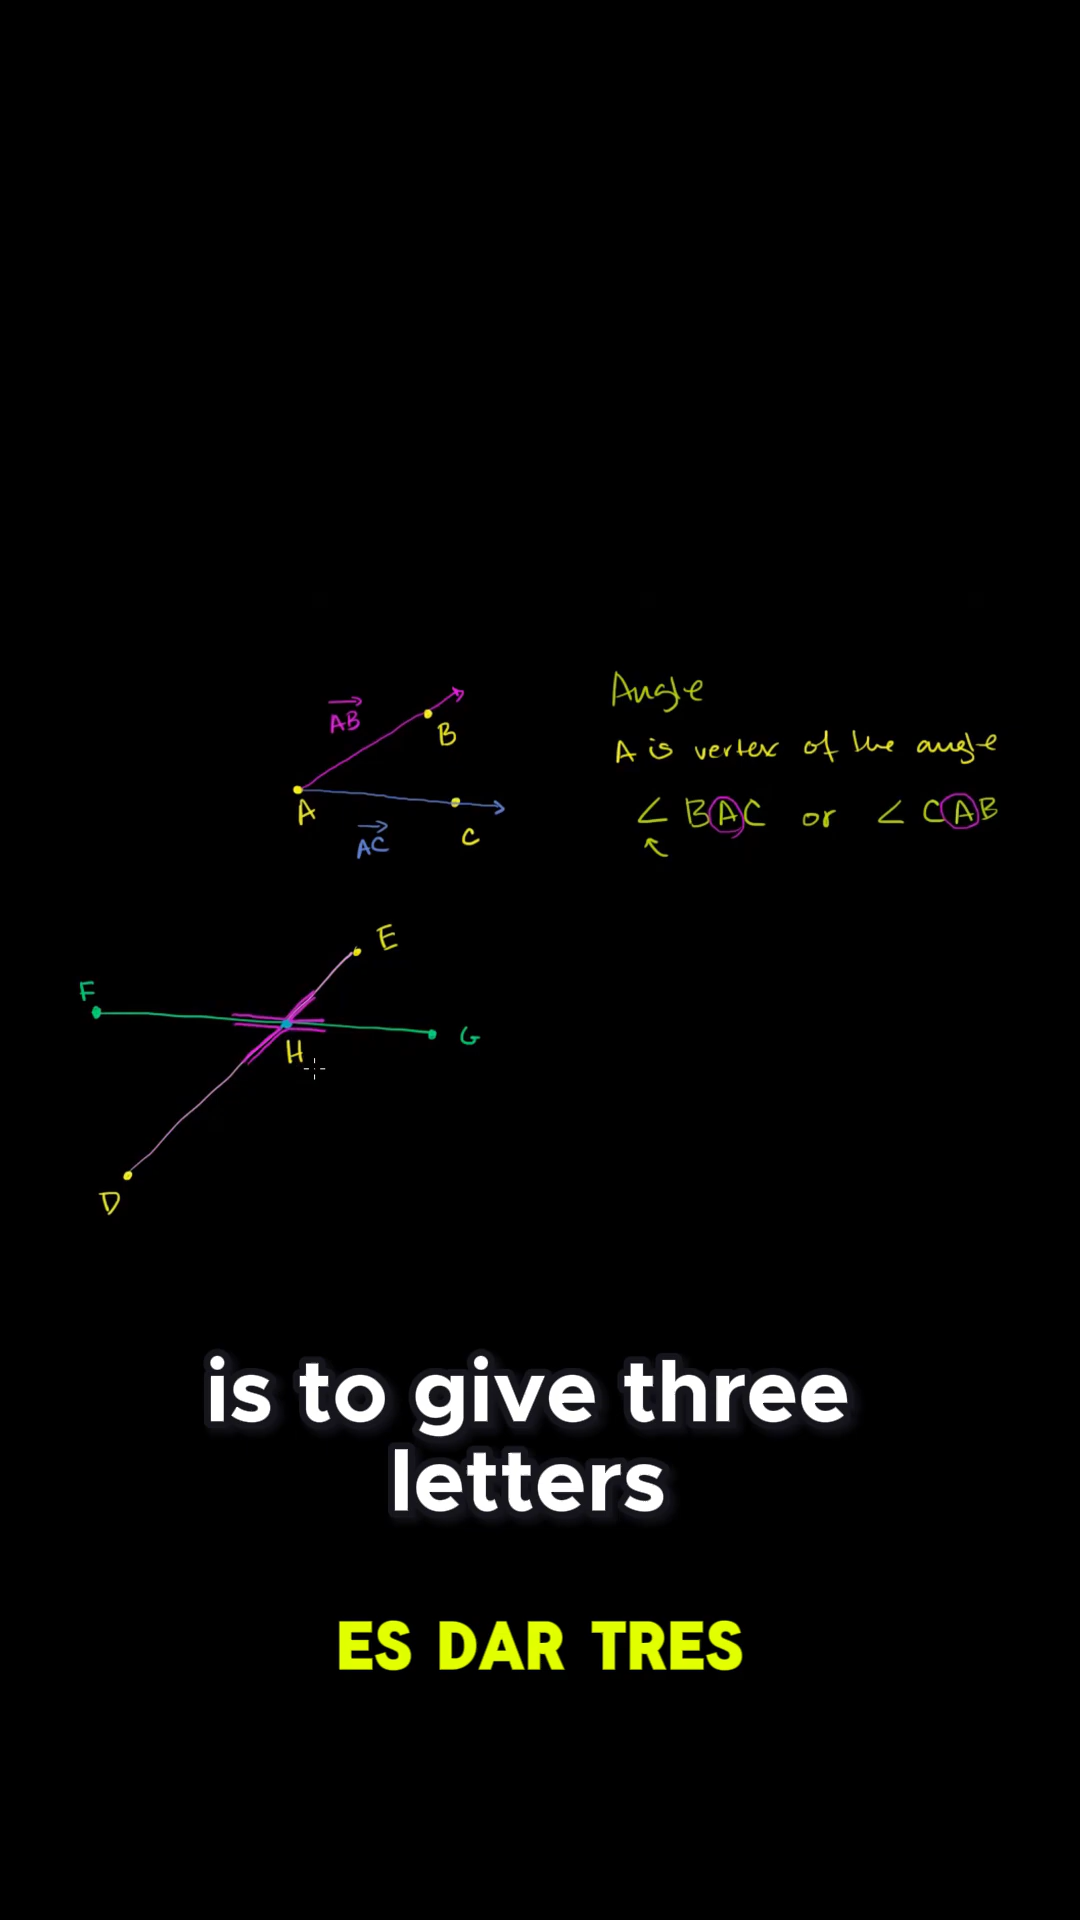 Angle
AB
B
A is vertex of the angle
A
C
∠ BAC or ∠ CAB
AC
E
F
G
H
D
is to give three
letters
ES DAR TRES